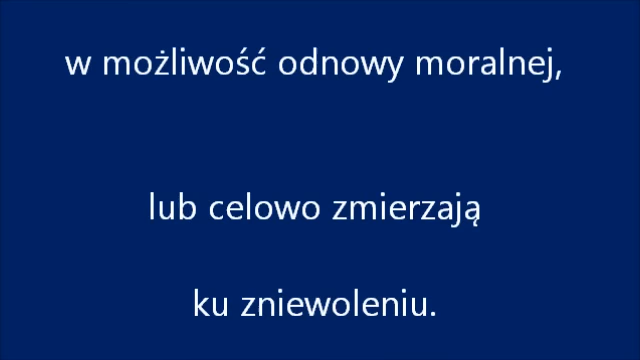 w możliwość odnowy moralnej,
lub celowo zmierzają
ku zniewoleniu.